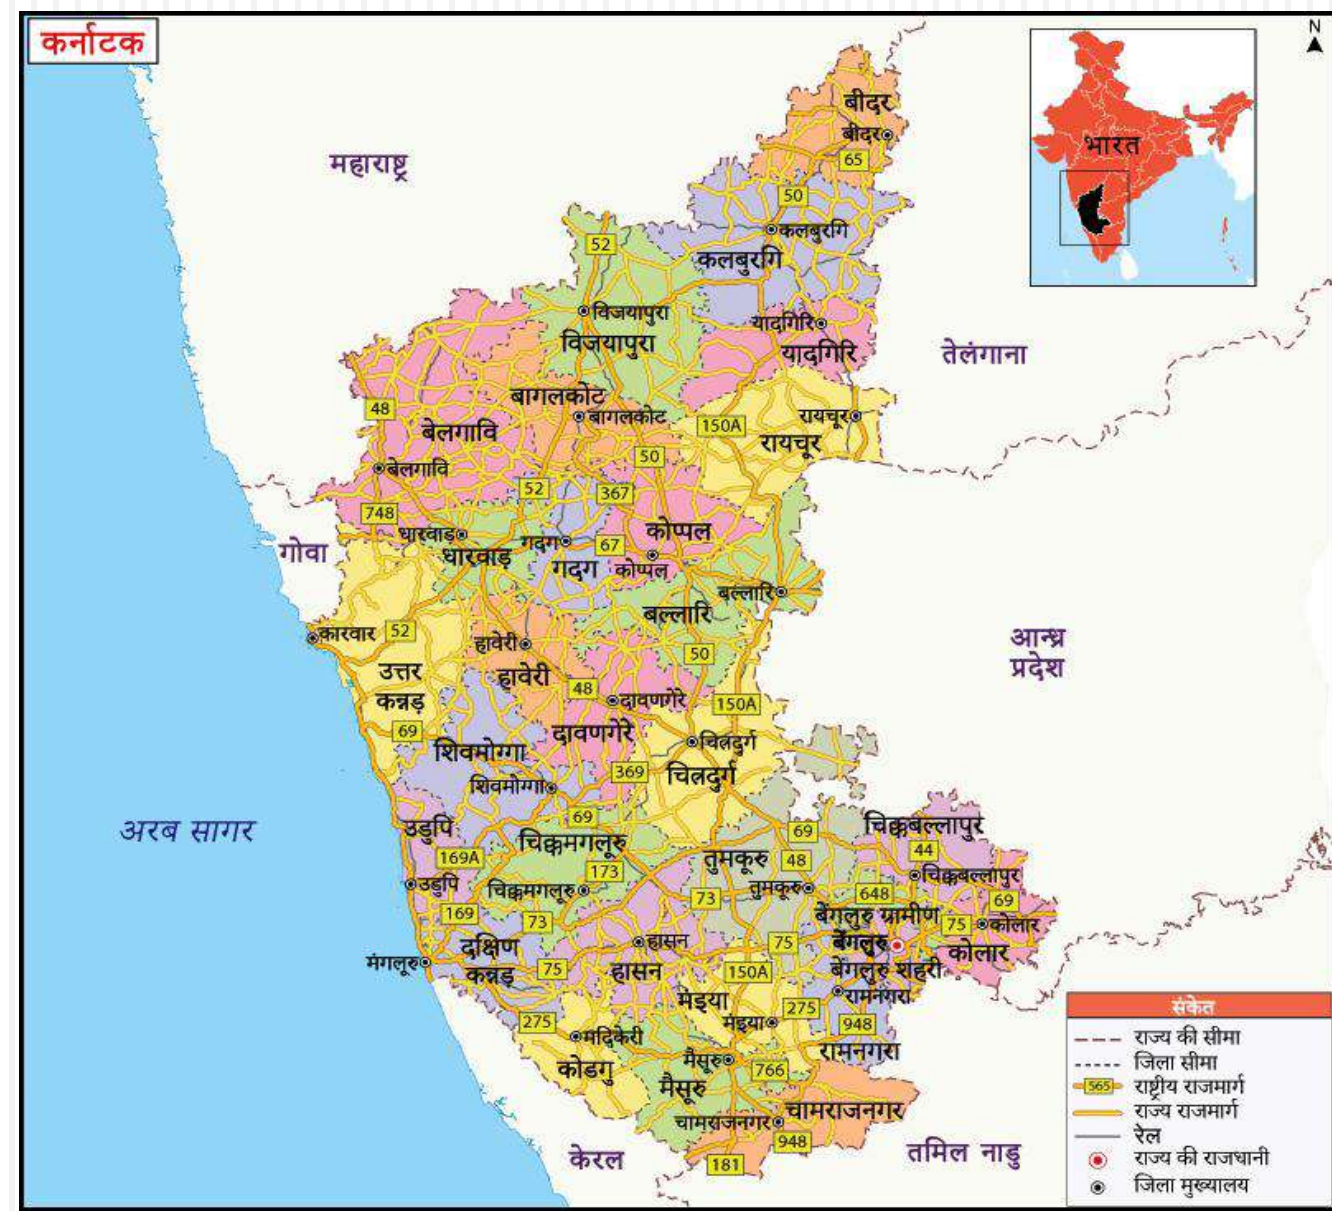 कर्नाटक
N
भारत
महाराष्ट्र
बीदर
बीदर
65
50
कलबुरगि
कलबुरगि
52
विजयापुरा
विजयापुरा
यादगिरि
यादगिरि
तेलंगाना
बागलकोट
बागलकोट
48
बेलगावि
बेलगावि
150A
रायचूर
रायचूर
50
52
367
748
धारवाड़
धारवाड़
गदग
गदग
67
कोप्पल
कोप्पल
गोवा
बल्लारि
बल्लारि
कारवार
52
उत्तर
कन्नड़
हावेरी
हावेरी
50
48
दावणगेरे
दावणगेरे
150A
आन्ध्र
प्रदेश
69
शिवमोग्गा
शिवमोग्गा
चित्रदुर्ग
चित्रदुर्ग
369
अरब सागर
उडुपि
उडुपि
69
चिक्कमगलूरु
चिक्कमगलूरु
169A
173
169
73
तुमकूरु
तुमकूरु
69
48
73
चिक्कबल्लापुर
44
चिक्कबल्लापुर
648
69
बेंगलुरु ग्रामीण
75
कोलार
कोलार
बेंगलुरु
बेंगलुरु शहरी
मंगलूरु
दक्षिण
कन्नड़
75
हासन
हासन
75
150A
मंड्या
मंड्या
275
रामनगरा
948
रामनगरा
275
मदिकेरी
कोडगु
मैसूरु
मैसूरु
766
चामराजनगर
चामराजनगर
948
181
केरल
तमिल नाडु
संकेत
राज्य की सीमा
जिला सीमा
565 राष्ट्रीय राजमार्ग
राज्य राजमार्ग
रेल
राज्य की राजधानी
जिला मुख्यालय